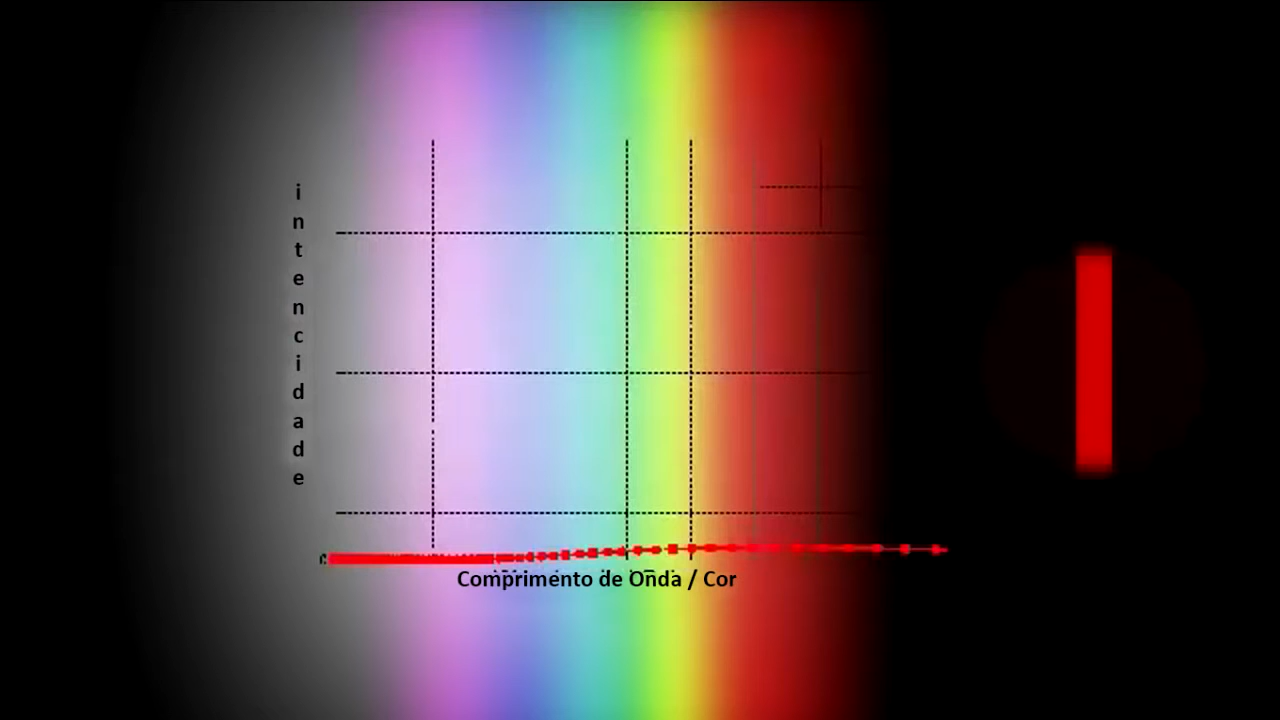 intencidade
Comprimento de Onda / Cor